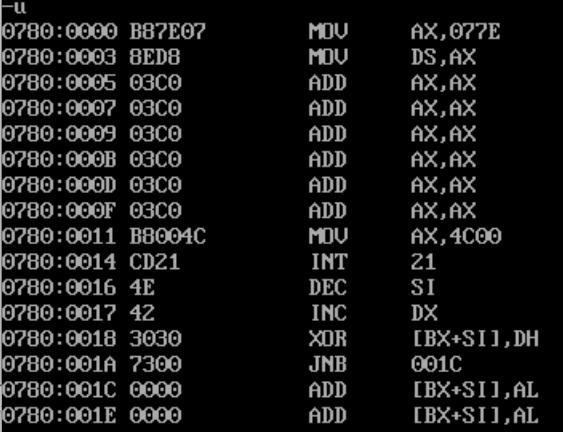 -u
0780:0000 B87E07 MOV AX,077E
0780:0003 8ED8 MOV DS,AX
0780:0005 03C0 ADD AX,AX
0780:0007 03C0 ADD AX,AX
0780:0009 03C0 ADD AX,AX
0780:000B 03C0 ADD AX,AX
0780:000D 03C0 ADD AX,AX
0780:000F 03C0 ADD AX,AX
0780:0011 B8004C MOV AX,4C00
0780:0014 CD21 INT 21
0780:0016 4E DEC SI
0780:0017 42 INC DX
0780:0018 3030 XOR [BX+SI],DH
0780:001A 7300 JNB 001C
0780:001C 0000 ADD [BX+SI],AL
0780:001E 0000 ADD [BX+SI],AL